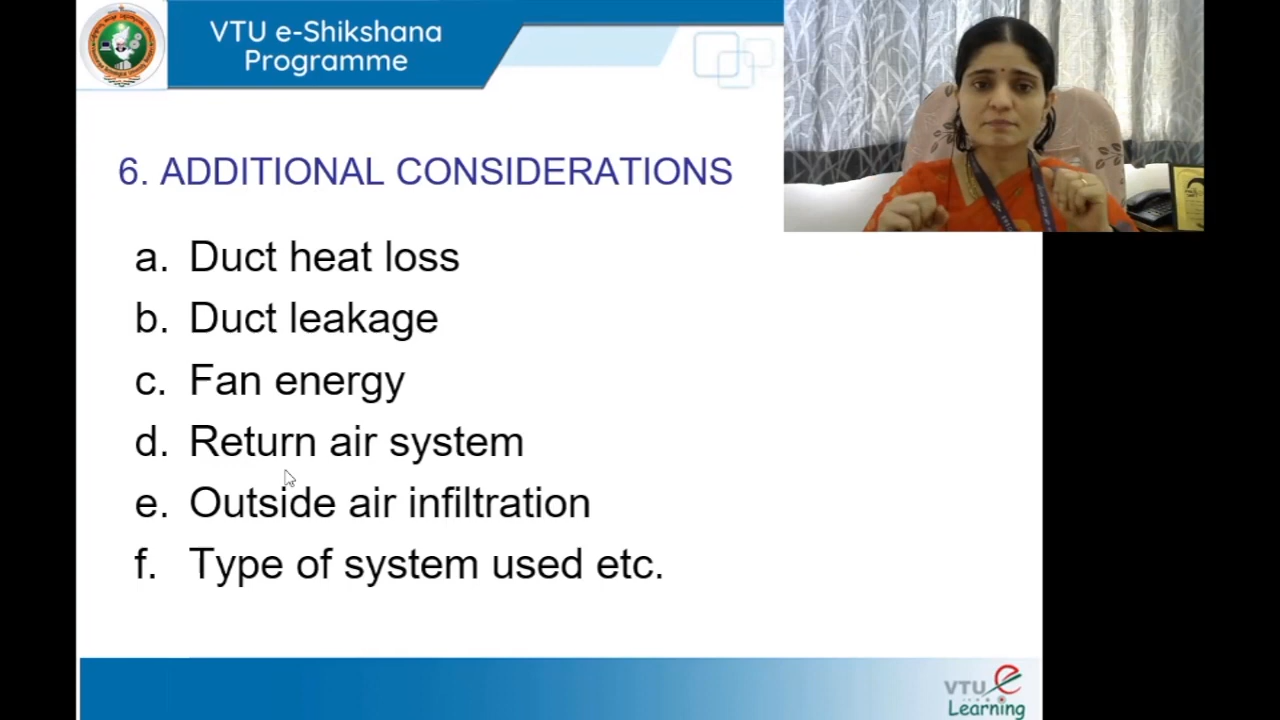 VTU e-Shikshana
Programme
6. ADDITIONAL CONSIDERATIONS
a. Duct heat loss
b. Duct leakage
c. Fan energy
d. Return air system
e. Outside air infiltration
f. Type of system used etc.
VTU e
Learning